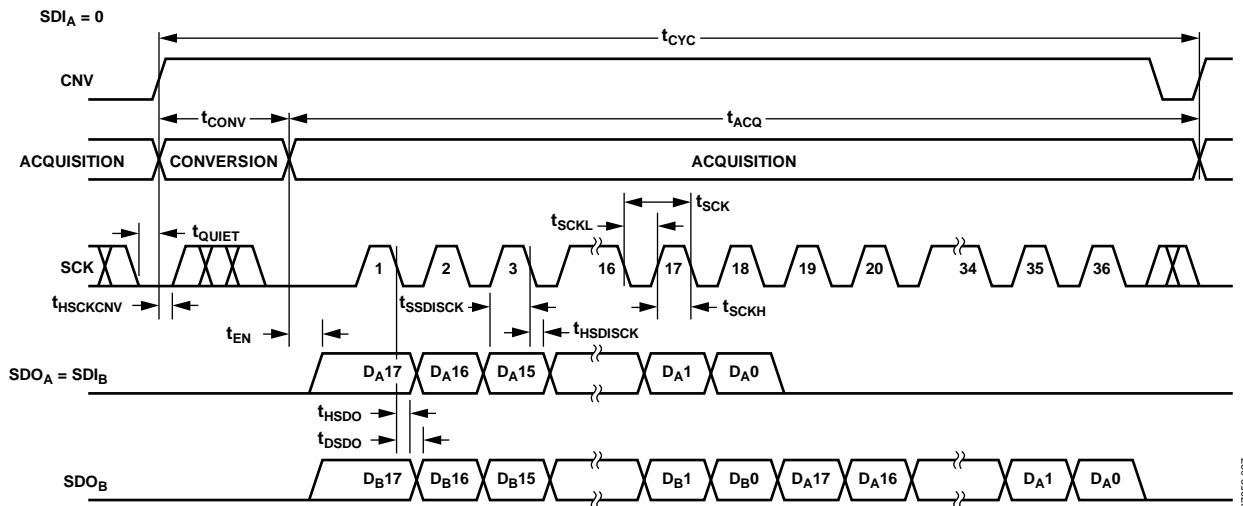 SDIA = 0
tCYC
CNV
tCONV
tACQ
ACQUISITION
CONVERSION
ACQUISITION
tSCK
tSCKL
tQUIET
SCK
1
2
3
16
17
18
19
20
34
35
36
tHSCKCNV
tSSDISCK
tSCKH
tEN
tHSDISCK
SDOA = SDIB
DA17
DA16
DA15
DA1
DA0
tHSDO
tDSDO
SDOB
DB17
DB16
DB15
DB1
DB0
DA17
DA16
DA1
DA0